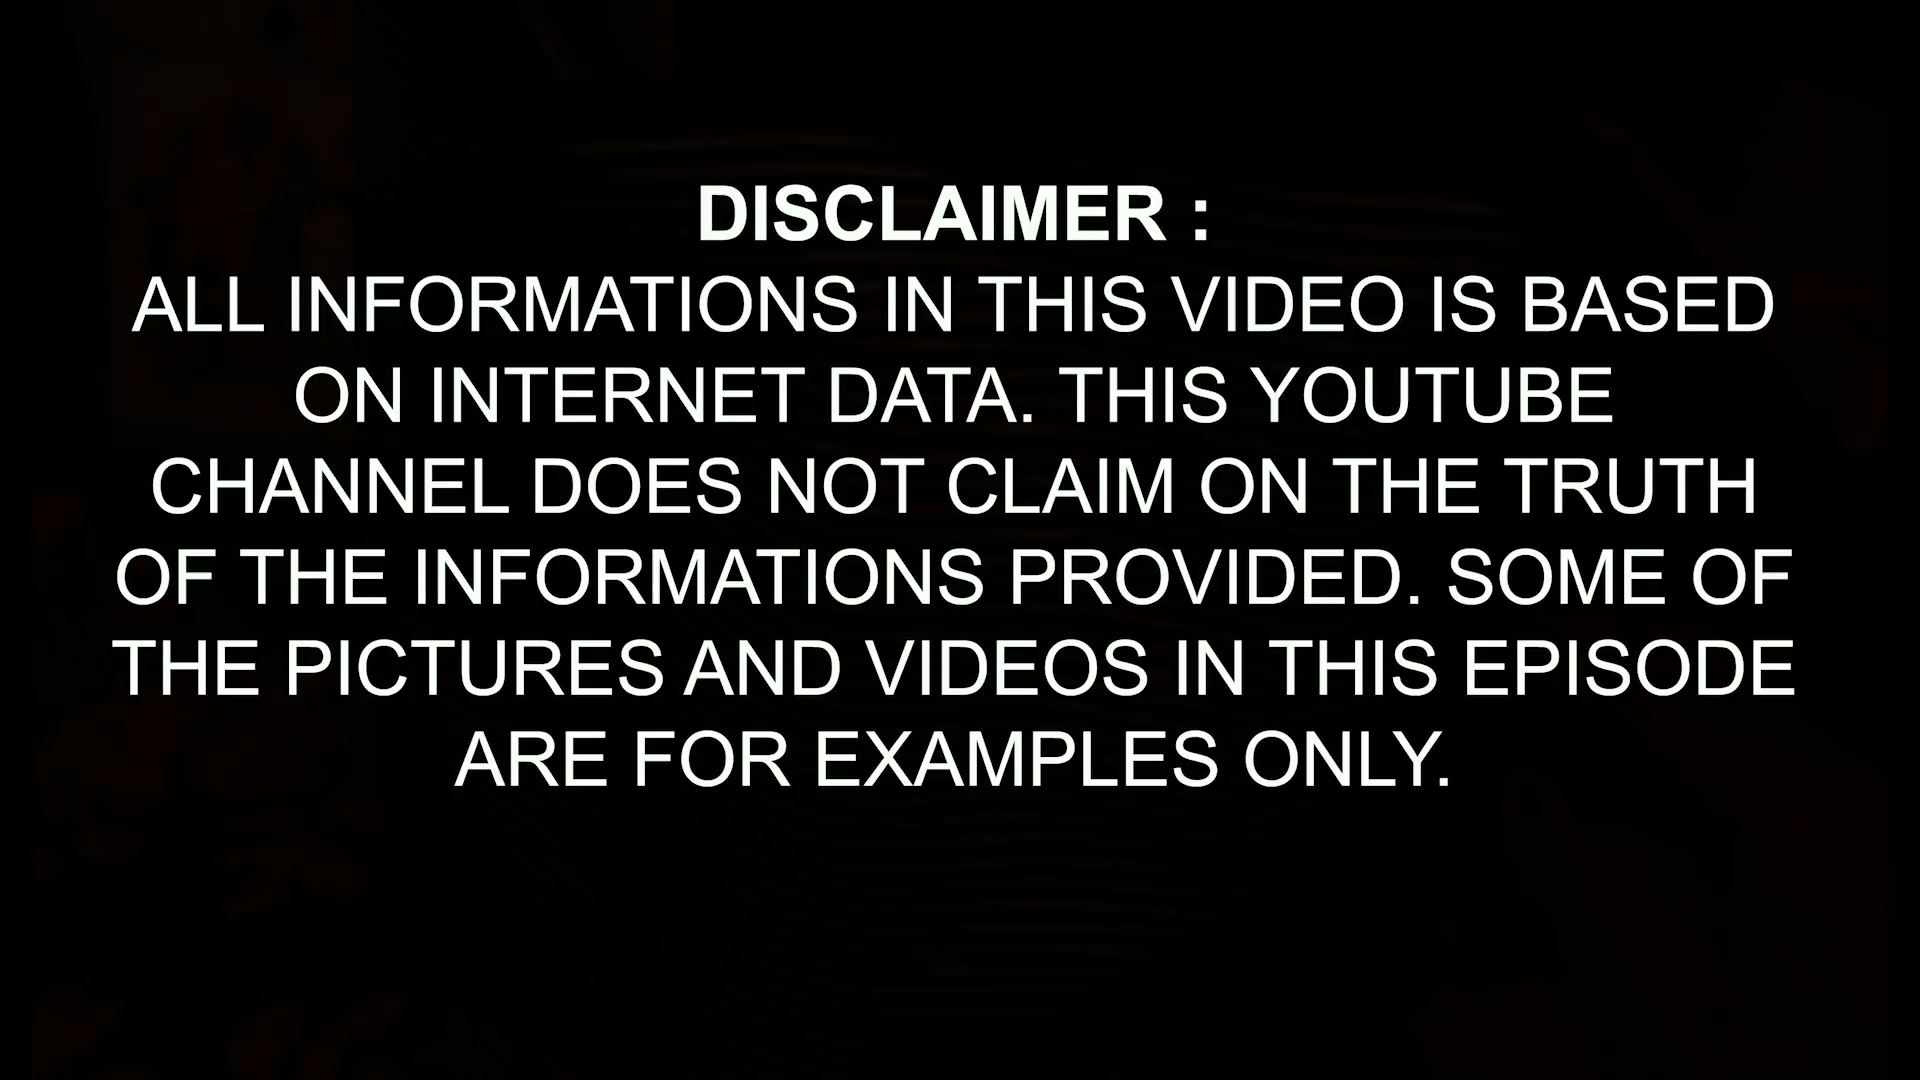 DISCLAIMER :
ALL INFORMATIONS IN THIS VIDEO IS BASED
ON INTERNET DATA. THIS YOUTUBE
CHANNEL DOES NOT CLAIM ON THE TRUTH
OF THE INFORMATIONS PROVIDED. SOME OF
THE PICTURES AND VIDEOS IN THIS EPISODE
ARE FOR EXAMPLES ONLY.